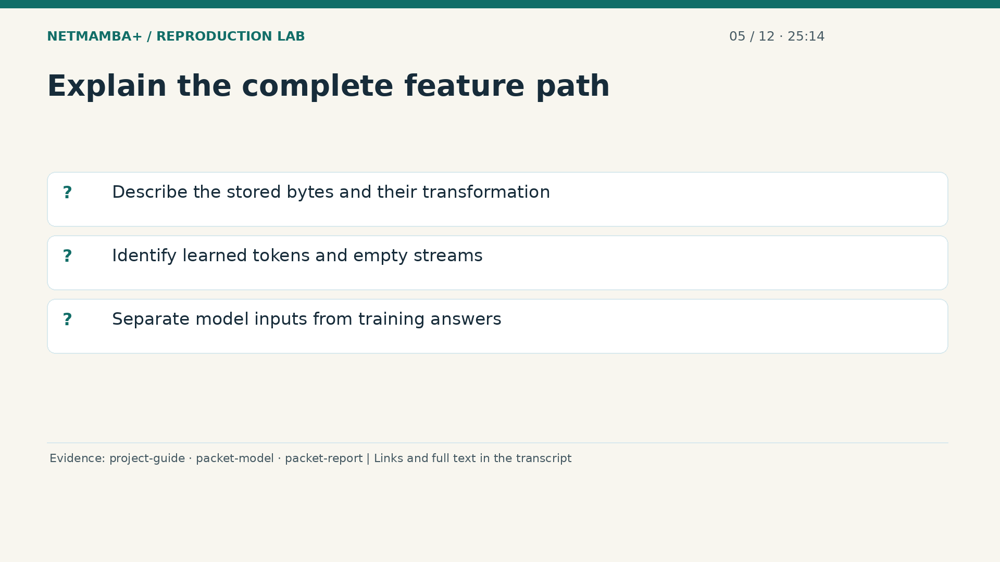 NETMAMBA+ / REPRODUCTION LAB
05 / 12 · 25:14
Explain the complete feature path
? Describe the stored bytes and their transformation
? Identify learned tokens and empty streams
? Separate model inputs from training answers
Evidence: project-guide · packet-model · packet-report | Links and full text in the transcript